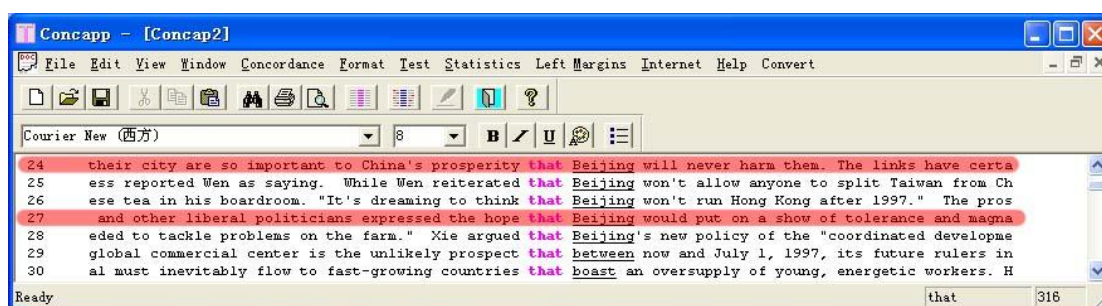 Concapp - [Concap2]
File Edit View Window Concordance Format Test Statistics Left Margins Internet Help Convert
Courier New (西方) 8 B I U
24 their city are so important to China's prosperity that Beijing will never harm them. The links have certa
25 ess reported Wen as saying. While Wen reiterated that Beijing won't allow anyone to split Taiwan from Ch
26 ese tea in his boardroom. "It's dreaming to think that Beijing won't run Hong Kong after 1997." The pros
27 and other liberal politicians expressed the hope that Beijing would put on a show of tolerance and magna
28 eded to tackle problems on the farm." Xie argued that Beijing's new policy of the "coordinated developme
29 global commercial center is the unlikely prospect that between now and July 1, 1997, its future rulers in
30 al must inevitably flow to fast-growing countries that boast an oversupply of young, energetic workers. H
Ready that 316